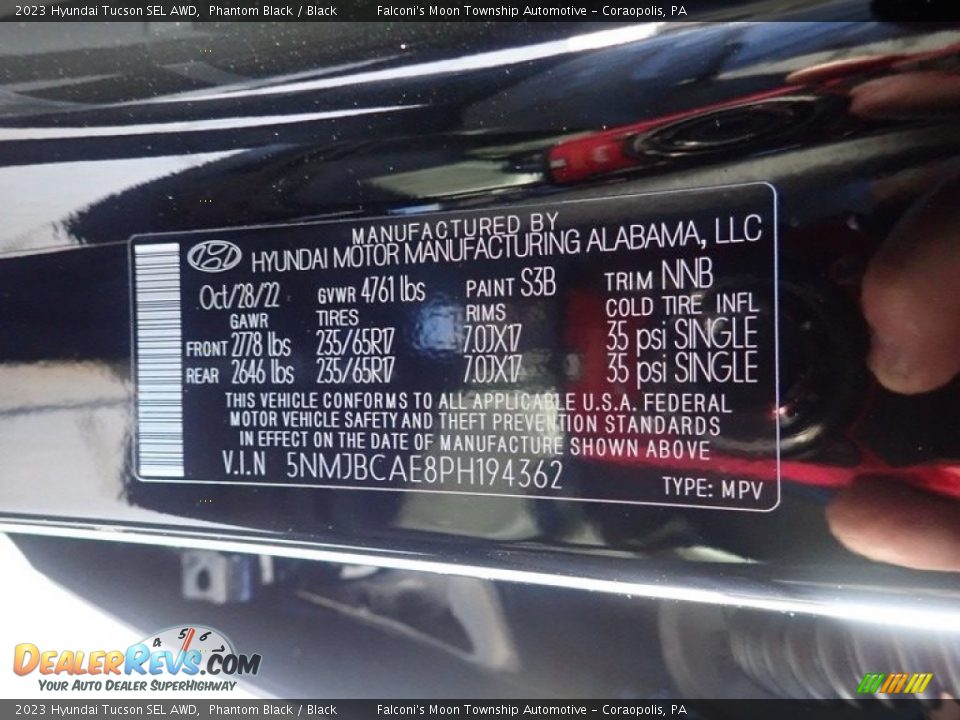 2023 Hyundai Tucson SEL AWD, Phantom Black / Black Falconi's Moon Township Automotive - Coraopolis, PA
MANUFACTURED BY
HYUNDAI MOTOR MANUFACTURING ALABAMA, LLC
Oct/28/22 GVWR 4761 lbs PAINT S3B TRIM NNB
GAWR TIRES RIMS COLD TIRE INFL
FRONT 2778 lbs 235/65R17 7.0JX17 35 psi SINGLE
REAR 2646 lbs 235/65R17 7.0JX17 35 psi SINGLE
THIS VEHICLE CONFORMS TO ALL APPLICABLE U.S.A. FEDERAL
MOTOR VEHICLE SAFETY AND THEFT PREVENTION STANDARDS
IN EFFECT ON THE DATE OF MANUFACTURE SHOWN ABOVE
V.I.N 5NMJBCAE8PH194362 TYPE: MPV
4 5 6
DEALERREVS.COM
YOUR AUTO DEALER SUPERHIGHWAY
2023 Hyundai Tucson SEL AWD, Phantom Black / Black Falconi's Moon Township Automotive - Coraopolis, PA